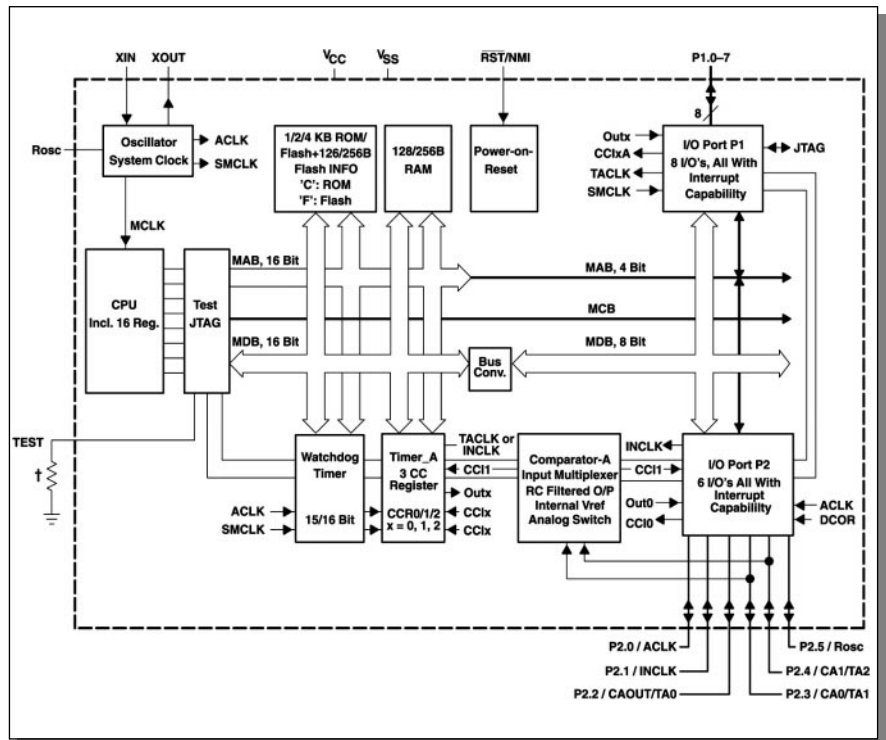 XIN XOUT VCC VSS RST/NMI P1.0–7
8
Rosc
Oscillator
System Clock
ACLK
SMCLK
1/2/4 KB ROM/
Flash+126/256B
Flash INFO
'C': ROM
'F': Flash
128/256B
RAM
Power-on-
Reset
Outx
CCIxA
TACLK
SMCLK
I/O Port P1
8 I/O's, All With
Interrupt
Capabililty
JTAG
MCLK
CPU
Incl. 16 Reg.
Test
JTAG
MAB, 16 Bit
MAB, 4 Bit
MCB
MDB, 16 Bit
Bus
Conv.
MDB, 8 Bit
TEST
†
Watchdog
Timer
15/16 Bit
ACLK
SMCLK
Timer_A
3 CC
Register
CCR0/1/2
x = 0, 1, 2
TACLK or
INCLK
CCI1
Outx
CCIx
CCIx
Comparator-A
Input Multiplexer
RC Filtered O/P
Internal Vref
Analog Switch
INCLK
CCI1
Out0
CCI0
I/O Port P2
6 I/O's All With
Interrupt
Capabililty
ACLK
DCOR
P2.0 / ACLK
P2.5 / Rosc
P2.1 / INCLK
P2.4 / CA1/TA2
P2.2 / CAOUT/TA0
P2.3 / CA0/TA1